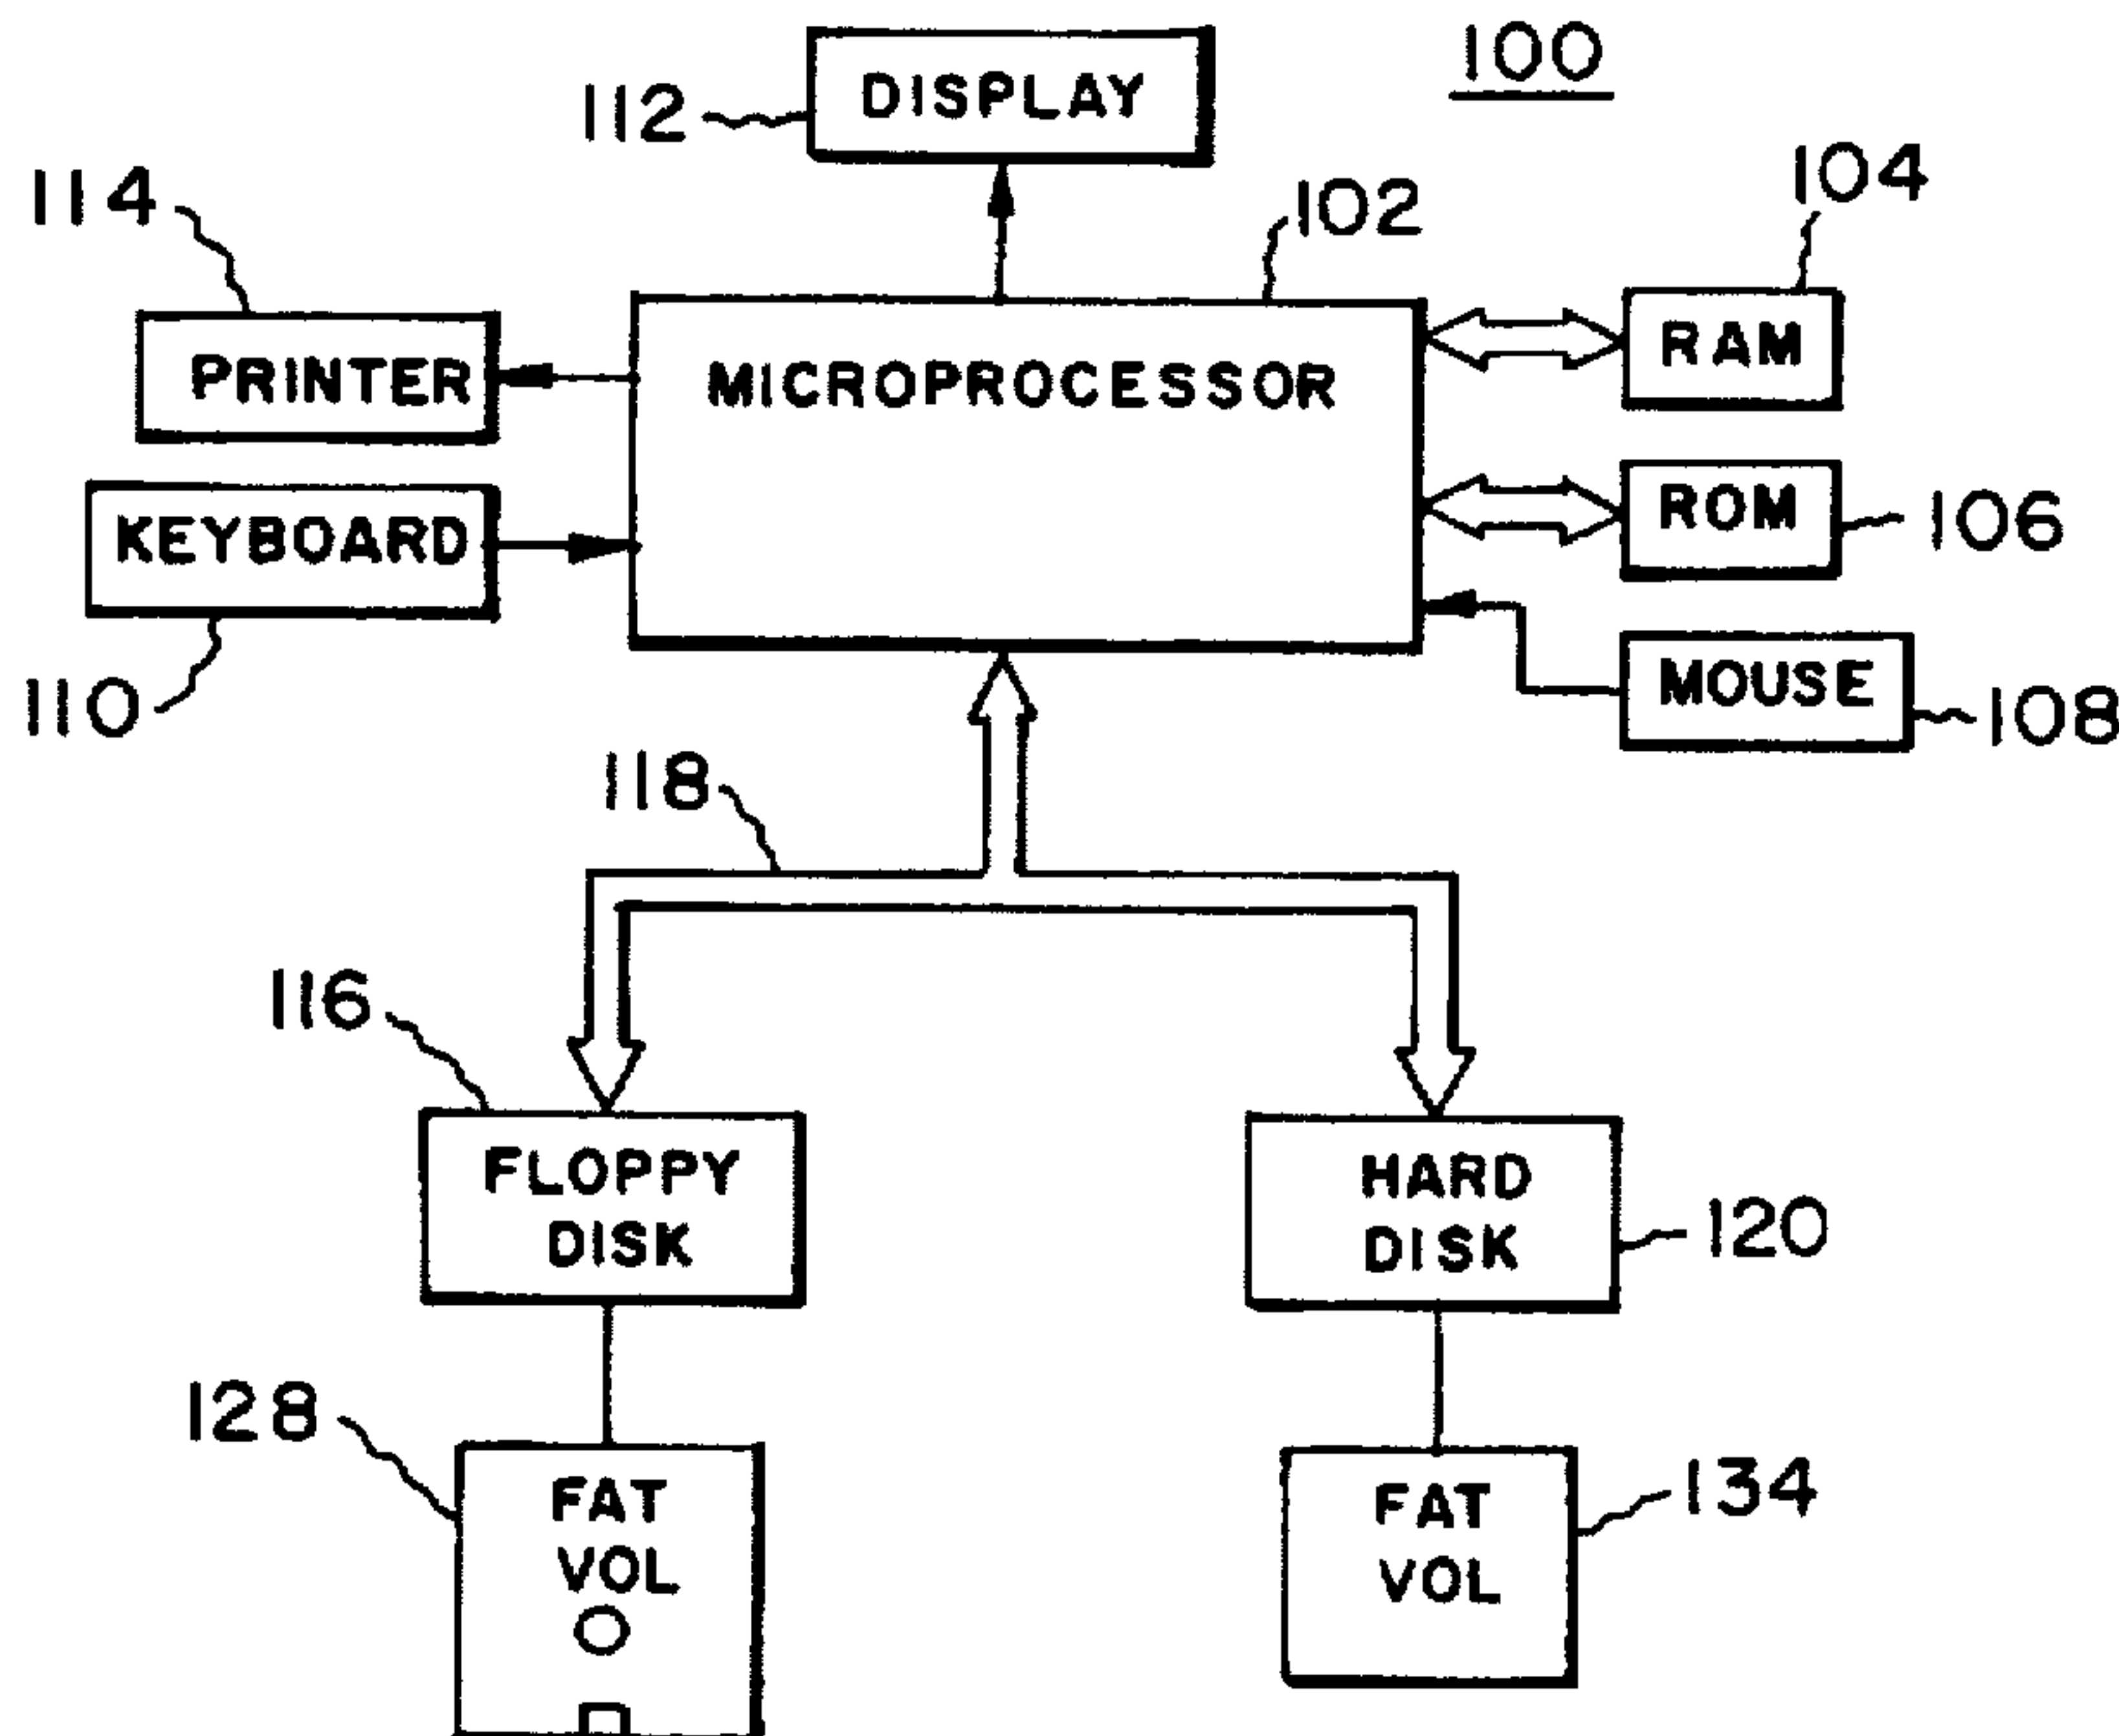 DISPLAY
100
112
114
102
104
PRINTER
MICROPROCESSOR
RAM
KEYBOARD
ROM
106
110
MOUSE
108
118
116
FLOPPY
DISK
HARD
DISK
120
128
FAT
VOL
FAT
VOL
134